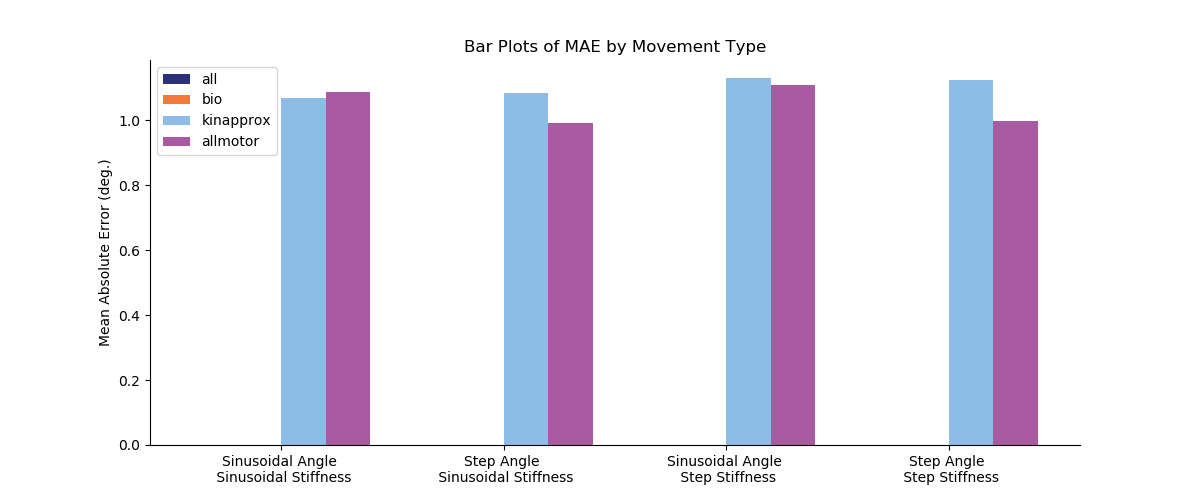 Bar Plots of MAE by Movement Type
all
bio
kinapprox
allmotor
Mean Absolute Error (deg.)
1.0
0.8
0.6
0.4
0.2
0.0
Sinusoidal Angle
Sinusoidal Stiffness
Step Angle
Sinusoidal Stiffness
Sinusoidal Angle
Step Stiffness
Step Angle
Step Stiffness